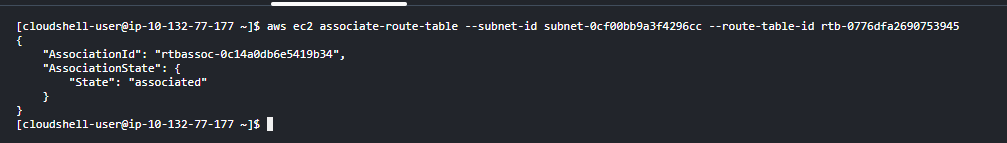 [cloudshell-user@ip-10-132-77-177 ~]$ aws ec2 associate-route-table --subnet-id subnet-0cf00bb9a3f4296cc --route-table-id rtb-0776dfa2690753945
{
    "AssociationId": "rtbassoc-0c14a0db6e5419b34",
    "AssociationState": {
        "State": "associated"
    }
}
[cloudshell-user@ip-10-132-77-177 ~]$